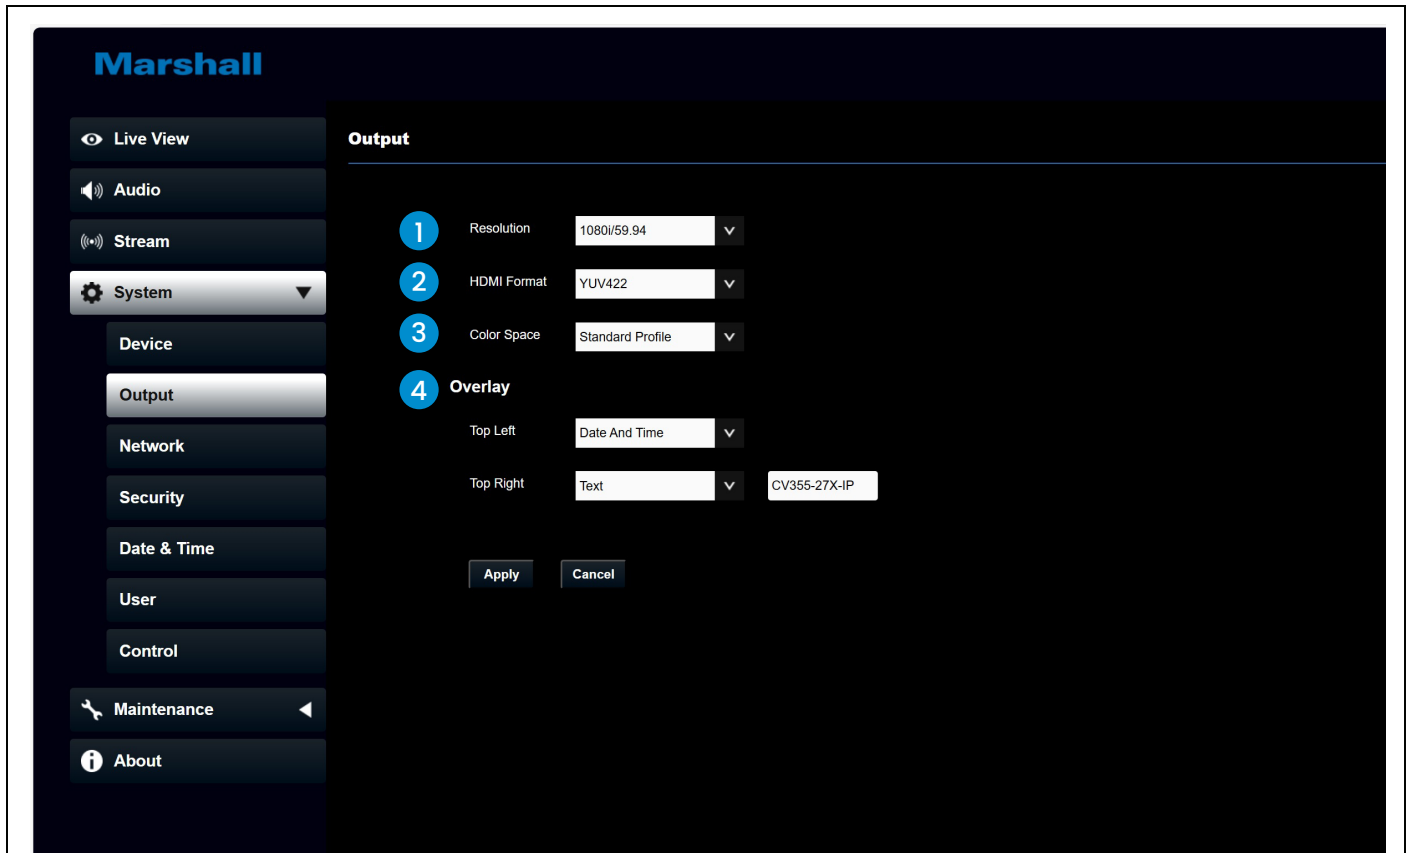 Marshall
Live View
Audio
Stream
System
Device
Output
Network
Security
Date & Time
User
Control
Maintenance
About
Output
1 Resolution 1080i/59.94
2 HDMI Format YUV422
3 Color Space Standard Profile
4 Overlay
Top Left Date And Time
Top Right Text CV355-27X-IP
Apply Cancel